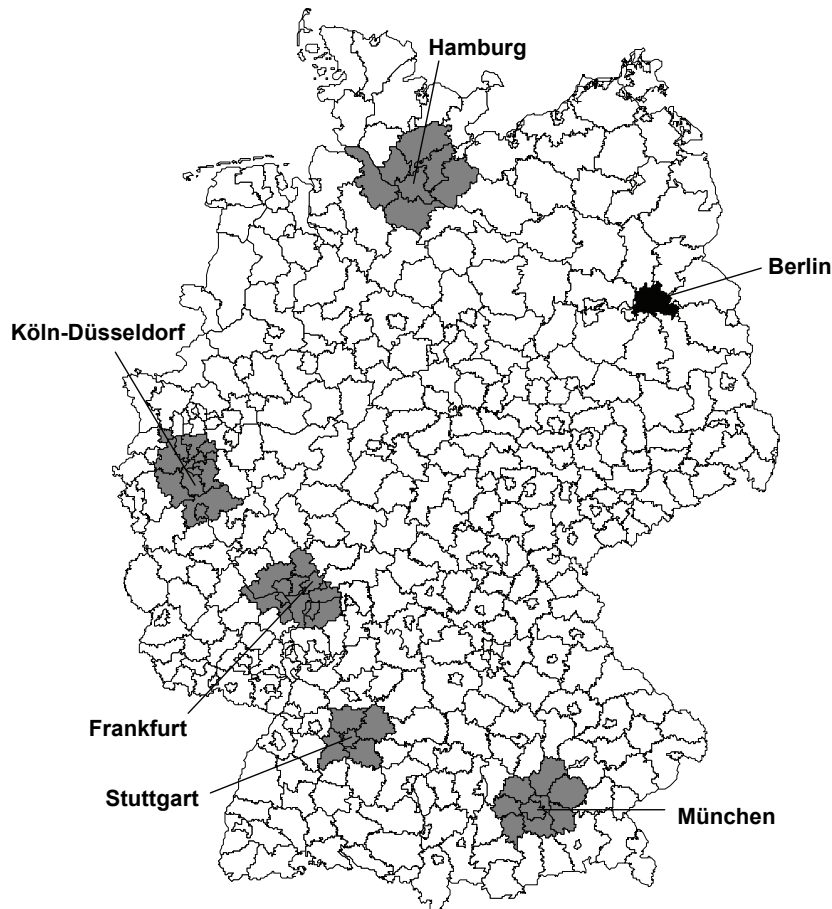 Hamburg
Berlin
Köln-Düsseldorf
Frankfurt
Stuttgart
München